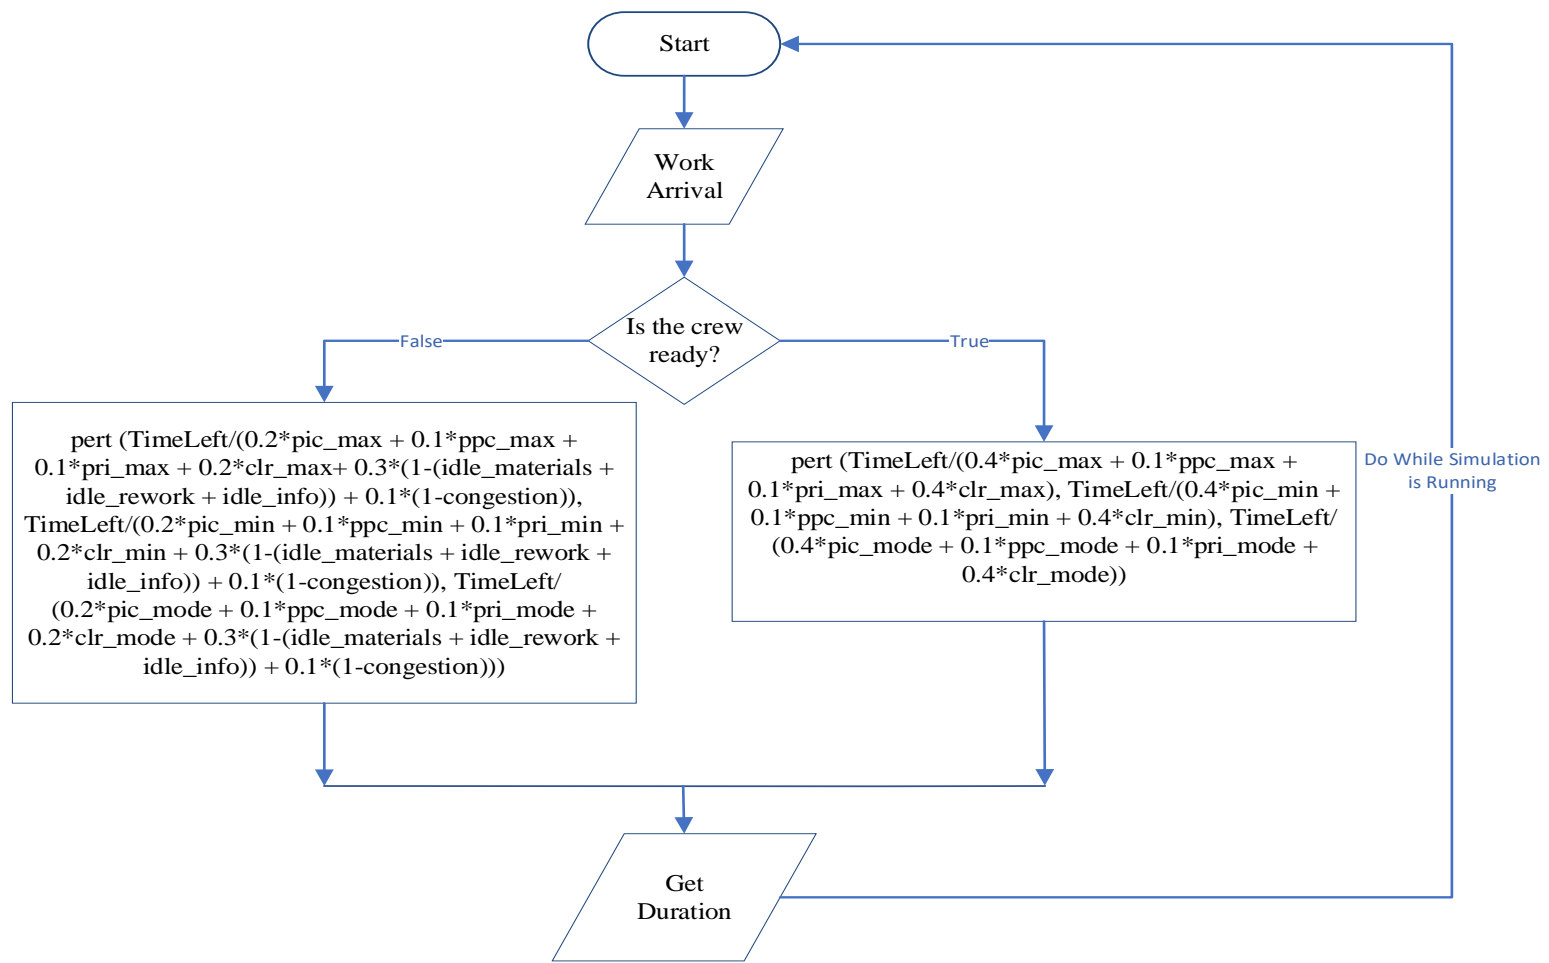 Start
Work
Arrival
Is the crew
ready?
False
True
pert (TimeLeft/(0.2*pic_max + 0.1*ppc_max +
0.1*pri_max + 0.2*clr_max+ 0.3*(1-(idle_materials +
idle_rework + idle_info)) + 0.1*(1-congestion)),
TimeLeft/(0.2*pic_min + 0.1*ppc_min + 0.1*pri_min +
0.2*clr_min + 0.3*(1-(idle_materials + idle_rework +
idle_info)) + 0.1*(1-congestion)), TimeLeft/
(0.2*pic_mode + 0.1*ppc_mode + 0.1*pri_mode +
0.2*clr_mode + 0.3*(1-(idle_materials + idle_rework +
idle_info)) + 0.1*(1-congestion)))
pert (TimeLeft/(0.4*pic_max + 0.1*ppc_max +
0.1*pri_max + 0.4*clr_max), TimeLeft/(0.4*pic_min +
0.1*ppc_min + 0.1*pri_min + 0.4*clr_min), TimeLeft/
(0.4*pic_mode + 0.1*ppc_mode + 0.1*pri_mode +
0.4*clr_mode))
Do While Simulation
is Running
Get
Duration